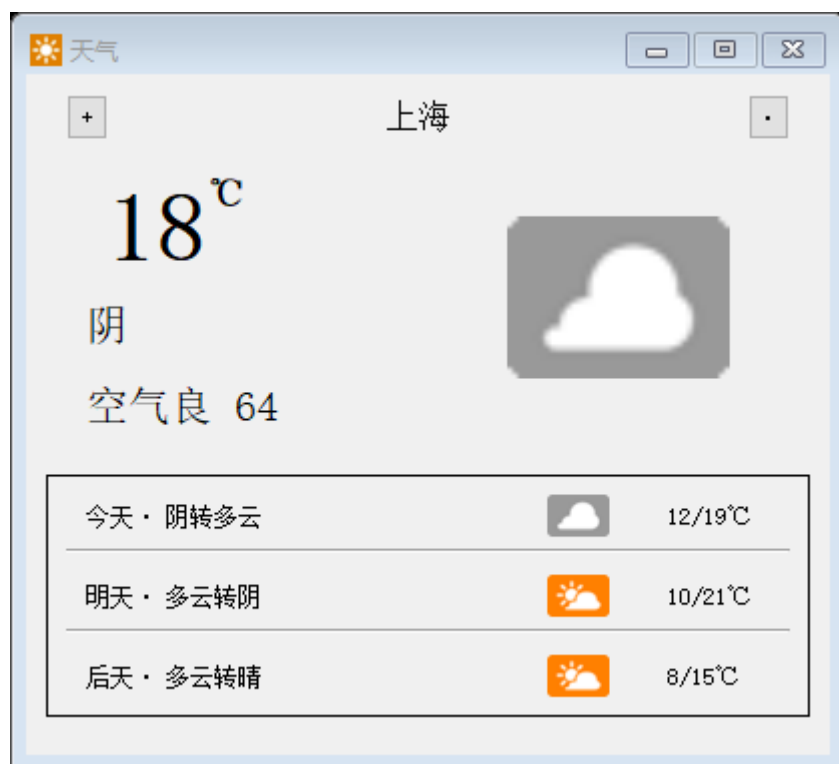 天气
+ 上海 ·
18℃
阴
空气良 64
今天· 阴转多云 12/19℃
明天· 多云转阴 10/21℃
后天· 多云转晴 8/15℃